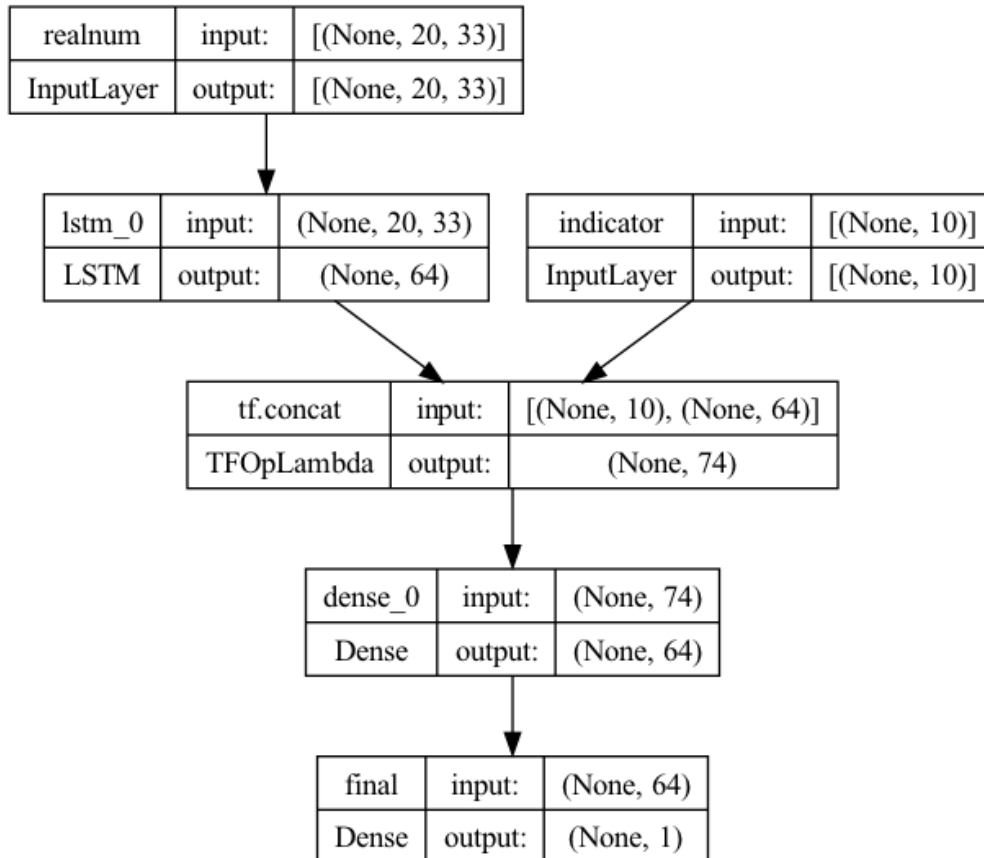 realnum input: [(None, 20, 33)]
InputLayer output: [(None, 20, 33)]
lstm_0 input: (None, 20, 33)
LSTM output: (None, 64)
indicator input: [(None, 10)]
InputLayer output: [(None, 10)]
tf.concat input: [(None, 10), (None, 64)]
TFOpLambda output: (None, 74)
dense_0 input: (None, 74)
Dense output: (None, 64)
final input: (None, 64)
Dense output: (None, 1)